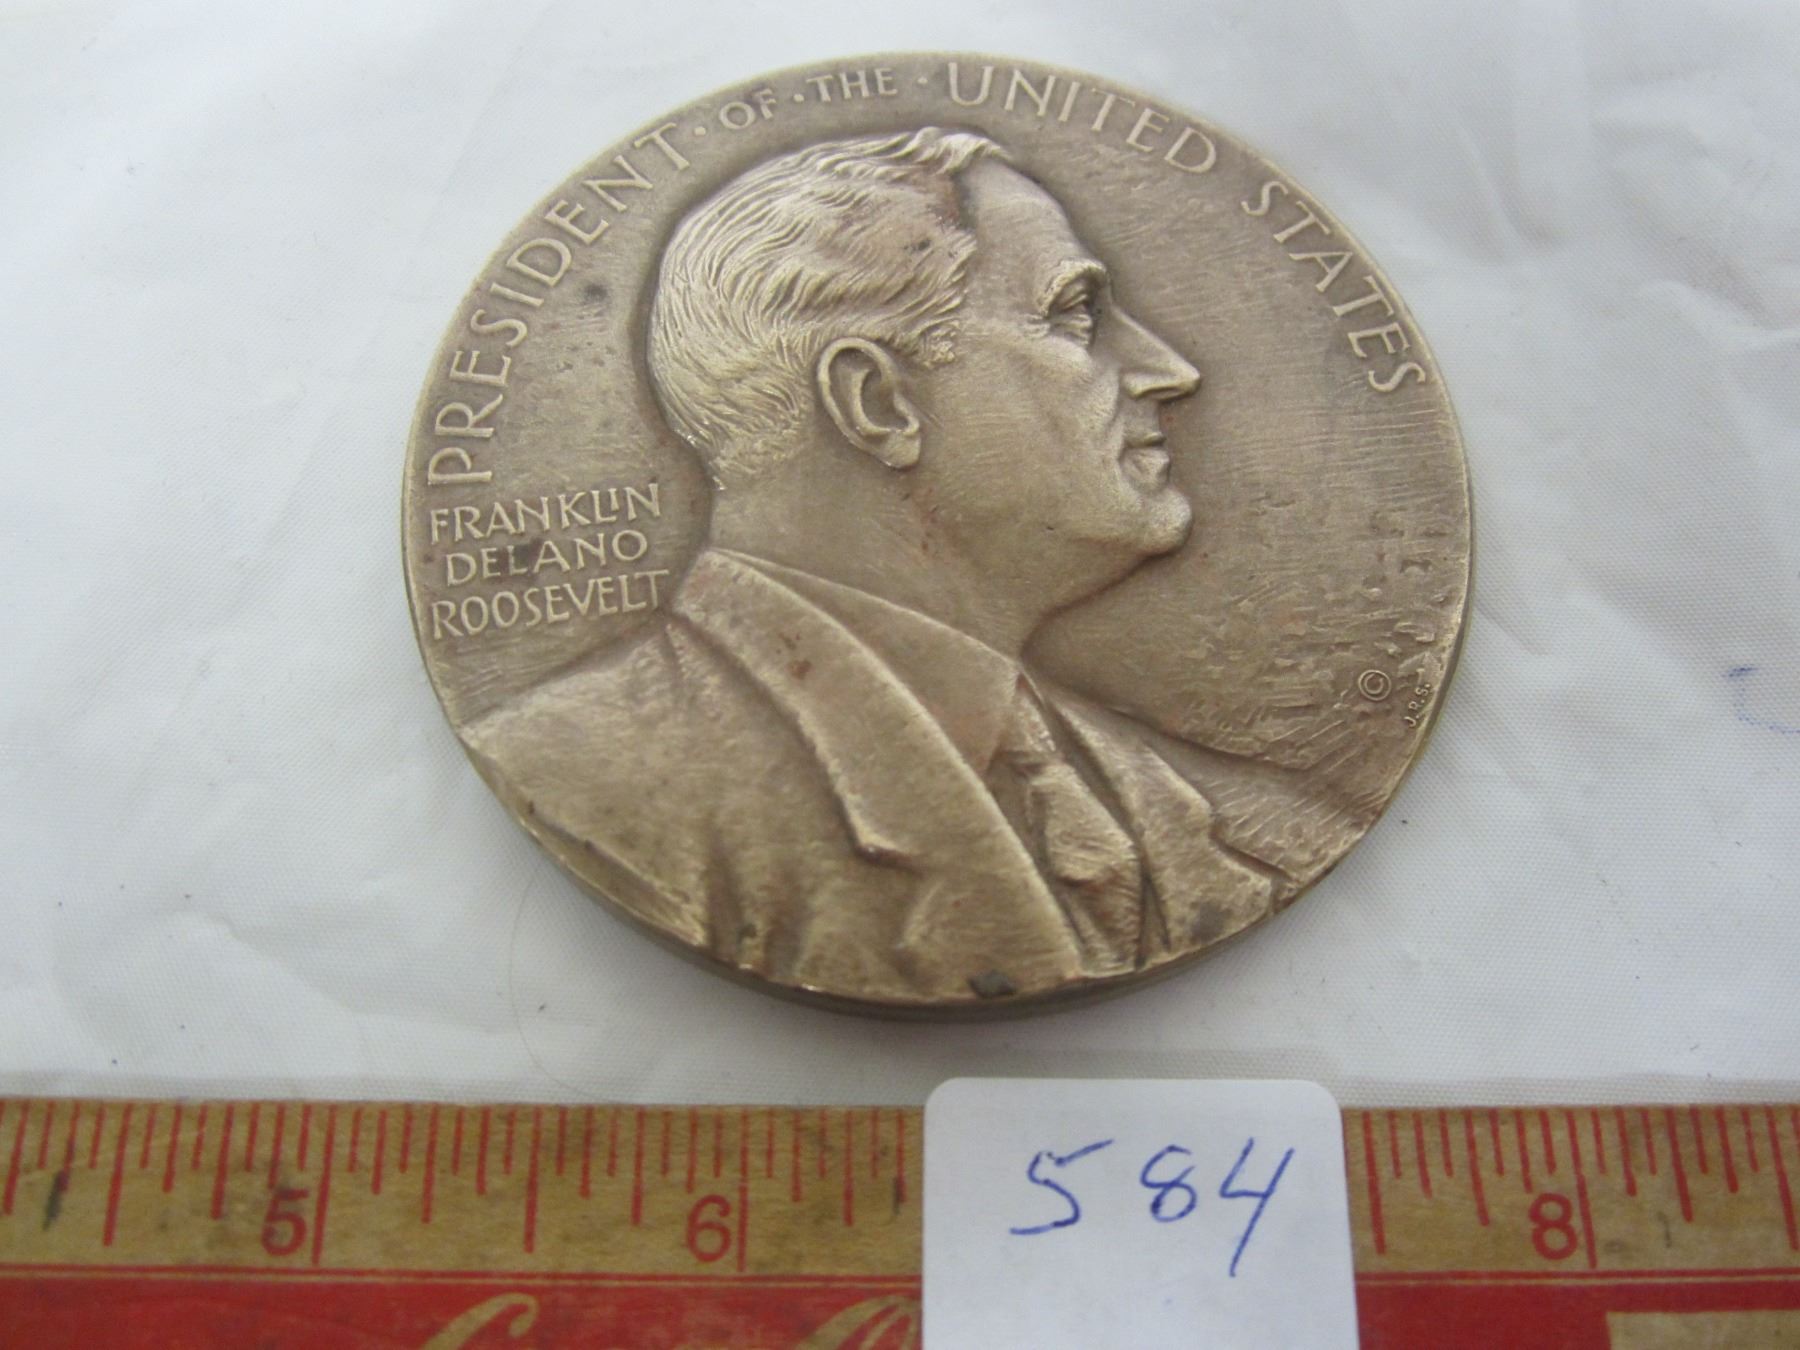 PRESIDENT · OF · THE · UNITED STATES
FRANKLIN
DELANO
ROOSEVELT
© J.R.S.
5 6 8
584